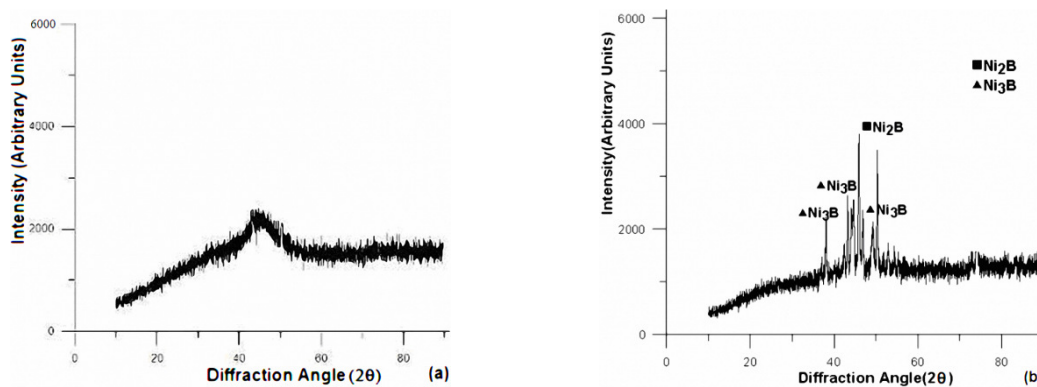 6000
4000
2000
0
0
20
40
60
80
Intensity (Arbitrary Units)
Diffraction Angle (2θ)
(a)
6000
4000
2000
0
0
20
40
60
80
Intensity(Arbitrary Units)
■Ni2B
▲Ni3B
■Ni2B
▲Ni3B
▲Ni3B
▲Ni3B
Diffraction Angle(2θ)
(b